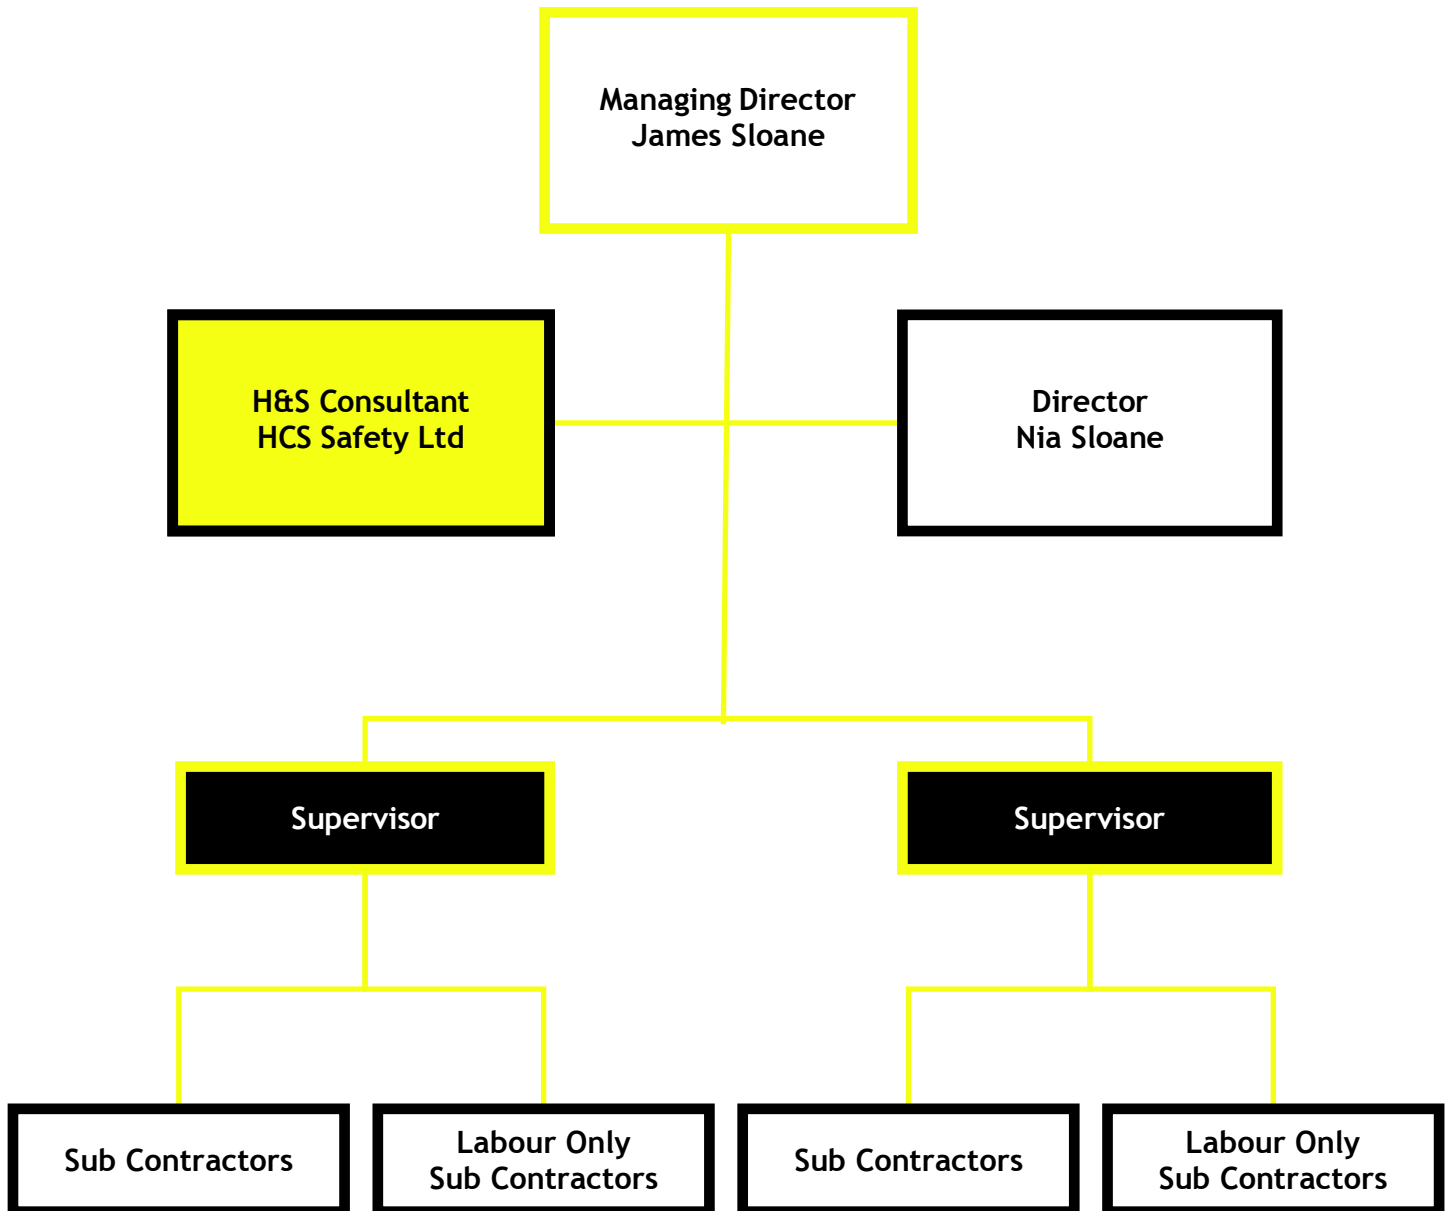 Managing Director
James Sloane
H&S Consultant
HCS Safety Ltd
Director
Nia Sloane
Supervisor
Supervisor
Sub Contractors
Labour Only
Sub Contractors
Sub Contractors
Labour Only
Sub Contractors